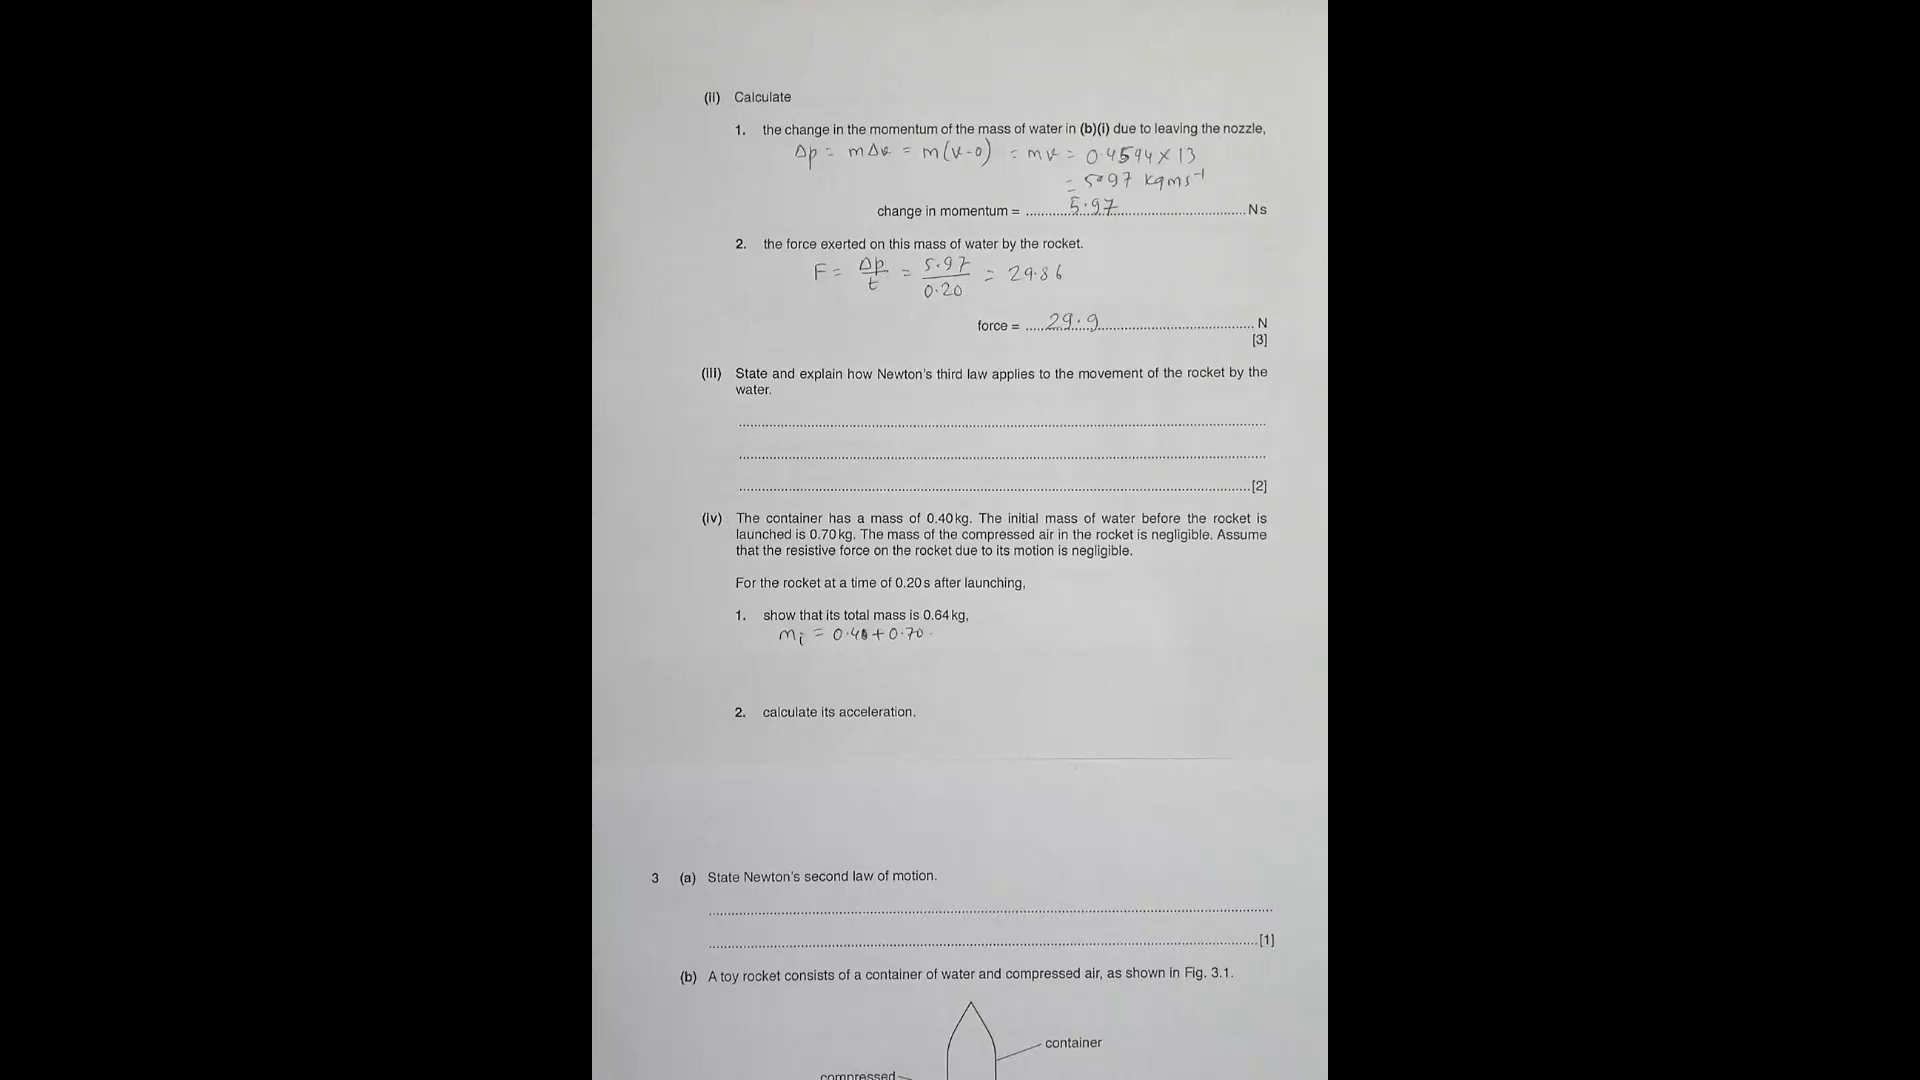 (ii) Calculate
1. the change in the momentum of the mass of water in (b)(i) due to leaving the nozzle,
Δp = mΔv = m(v-0) = mv = 0.4594 × 13
= 5.97 kgms⁻¹
change in momentum = ....5.97.... Ns
2. the force exerted on this mass of water by the rocket.
F = Δp/t = 5.97/0.20 = 29.86
force = ....29.9.... N
[3]
(iii) State and explain how Newton's third law applies to the movement of the rocket by the
water.
[2]
(iv) The container has a mass of 0.40 kg. The initial mass of water before the rocket is
launched is 0.70 kg. The mass of the compressed air in the rocket is negligible. Assume
that the resistive force on the rocket due to its motion is negligible.
For the rocket at a time of 0.20 s after launching,
1. show that its total mass is 0.64 kg,
mi = 0.40 + 0.70
2. calculate its acceleration.
3 (a) State Newton's second law of motion.
[1]
(b) A toy rocket consists of a container of water and compressed air, as shown in Fig. 3.1.
container
compressed